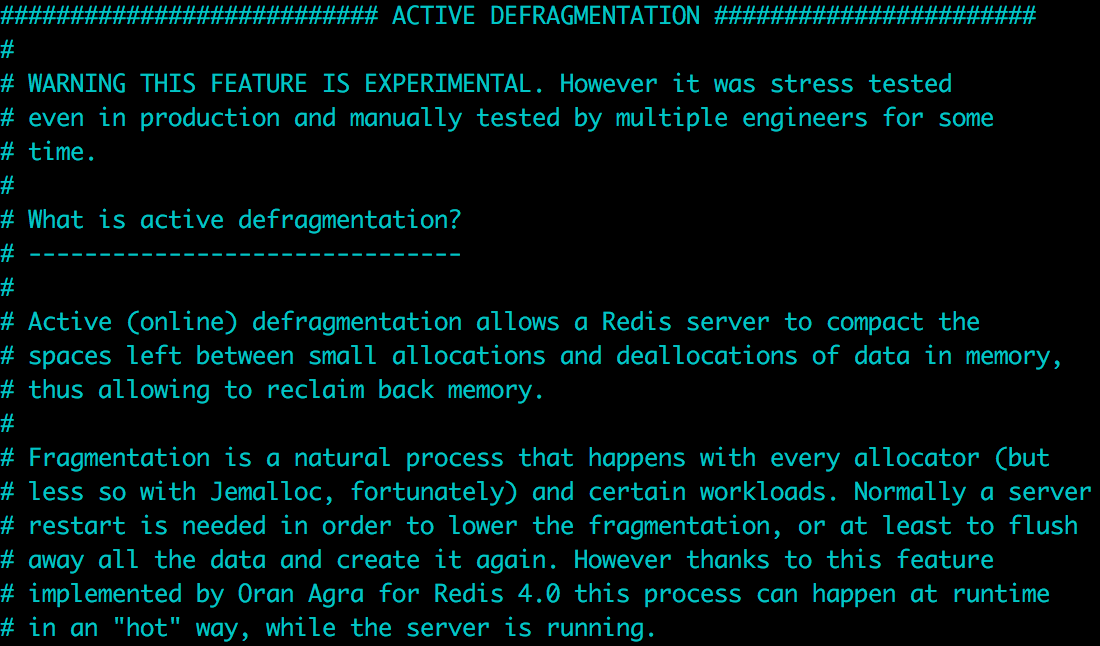 ########################### ACTIVE DEFRAGMENTATION #######################
#
# WARNING THIS FEATURE IS EXPERIMENTAL. However it was stress tested
# even in production and manually tested by multiple engineers for some
# time.
#
# What is active defragmentation?
# -------------------------------
#
# Active (online) defragmentation allows a Redis server to compact the
# spaces left between small allocations and deallocations of data in memory,
# thus allowing to reclaim back memory.
#
# Fragmentation is a natural process that happens with every allocator (but
# less so with Jemalloc, fortunately) and certain workloads. Normally a server
# restart is needed in order to lower the fragmentation, or at least to flush
# away all the data and create it again. However thanks to this feature
# implemented by Oran Agra for Redis 4.0 this process can happen at runtime
# in an "hot" way, while the server is running.